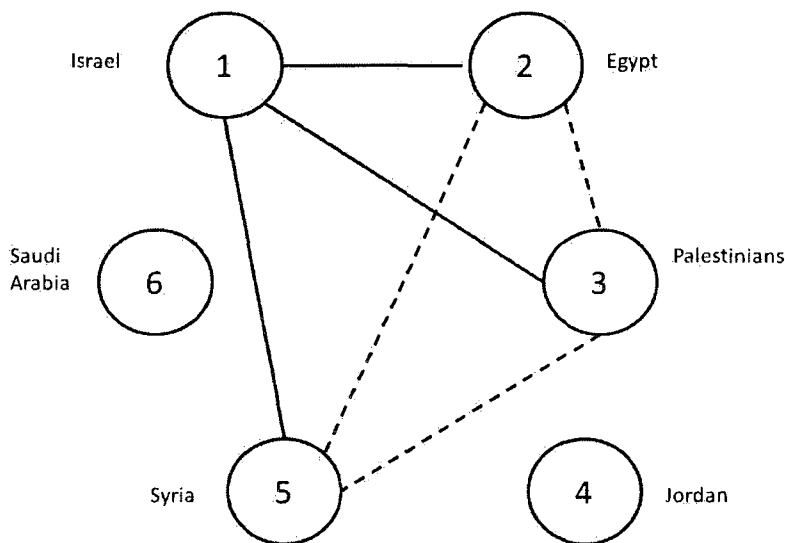 Israel
1
2
Egypt
Saudi
Arabia
6
3
Palestinians
Syria
5
4
Jordan